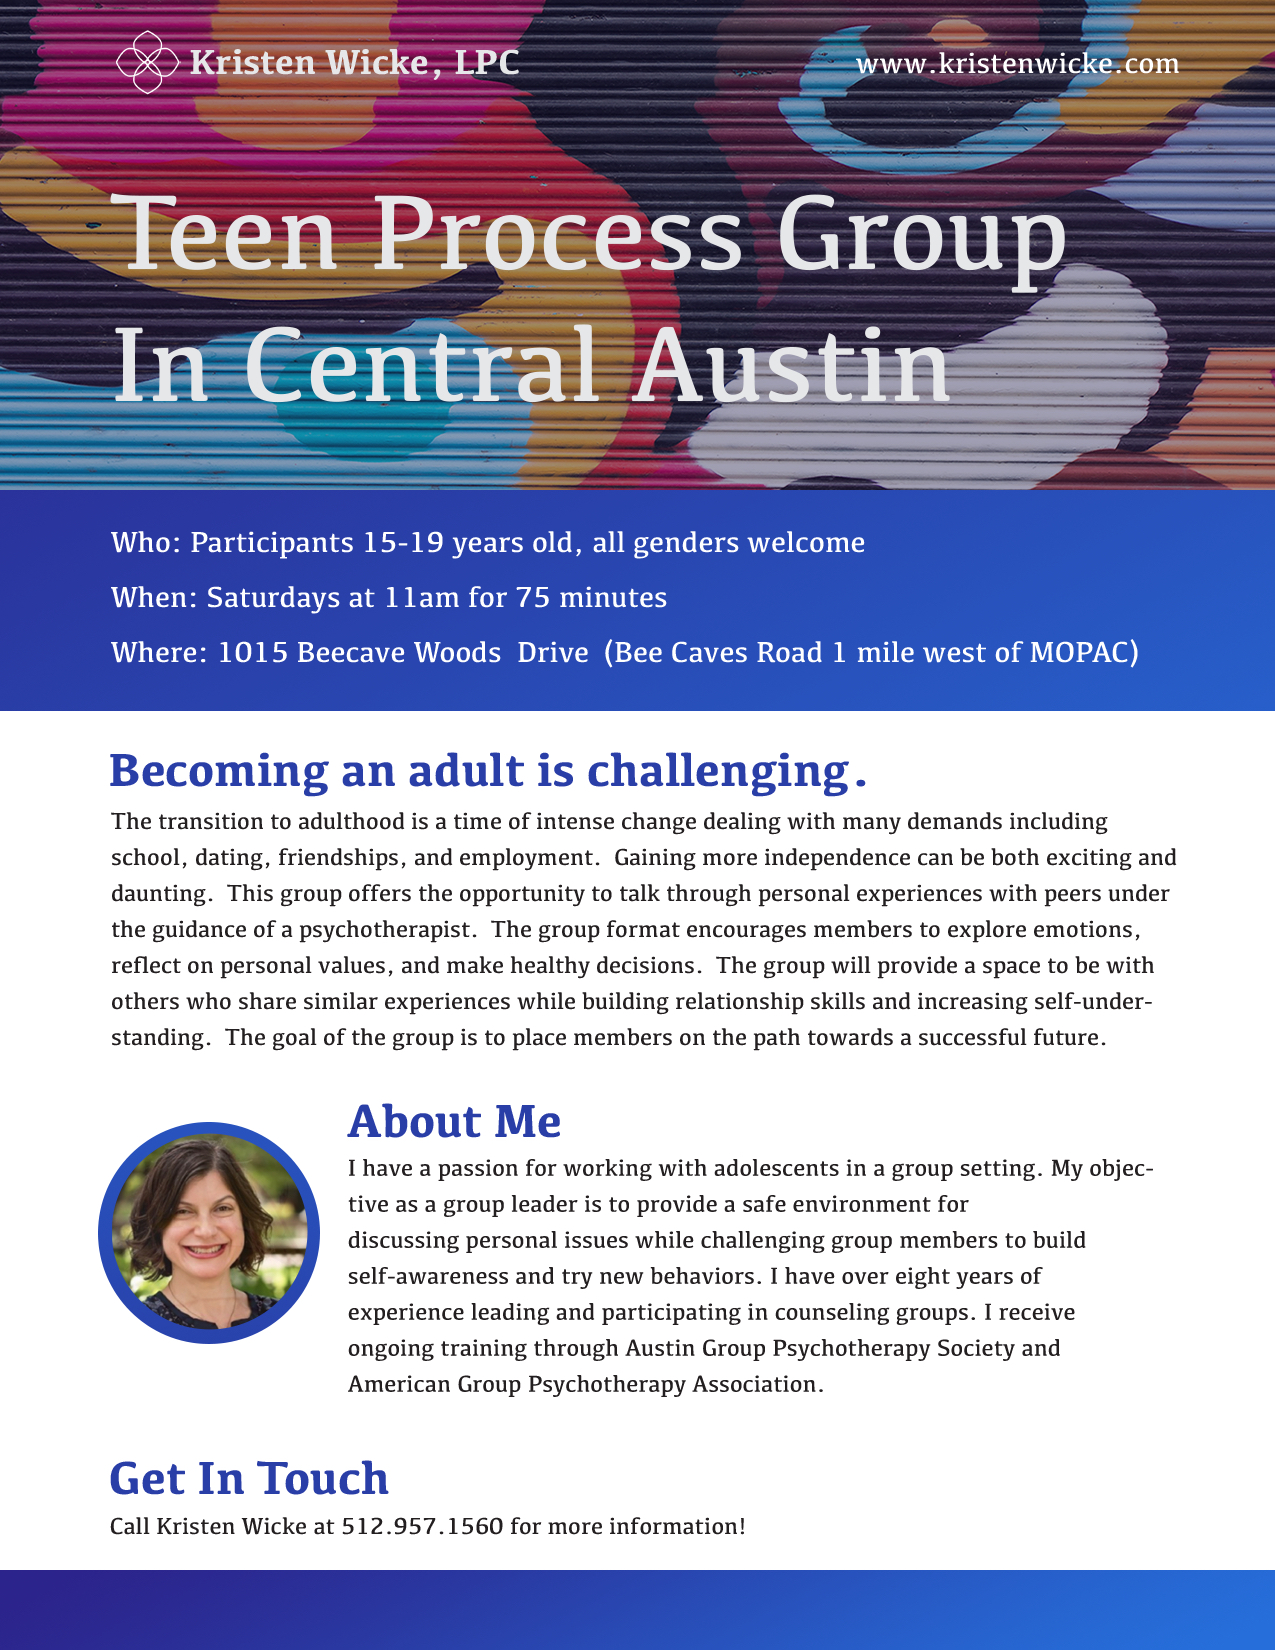 Kristen Wicke, LPC
www.kristenwicke.com
Teen Process Group
In Central Austin
Who: Participants 15-19 years old, all genders welcome
When: Saturdays at 11am for 75 minutes
Where: 1015 Beecave Woods  Drive  (Bee Caves Road 1 mile west of MOPAC)
Becoming an adult is challenging.
The transition to adulthood is a time of intense change dealing with many demands including
school, dating, friendships, and employment.  Gaining more independence can be both exciting and
daunting.  This group offers the opportunity to talk through personal experiences with peers under
the guidance of a psychotherapist.  The group format encourages members to explore emotions,
reflect on personal values, and make healthy decisions.  The group will provide a space to be with
others who share similar experiences while building relationship skills and increasing self-under-
standing.  The goal of the group is to place members on the path towards a successful future.
About Me
I have a passion for working with adolescents in a group setting. My objec-
tive as a group leader is to provide a safe environment for
discussing personal issues while challenging group members to build
self-awareness and try new behaviors. I have over eight years of
experience leading and participating in counseling groups. I receive
ongoing training through Austin Group Psychotherapy Society and
American Group Psychotherapy Association.
Get In Touch
Call Kristen Wicke at 512.957.1560 for more information!